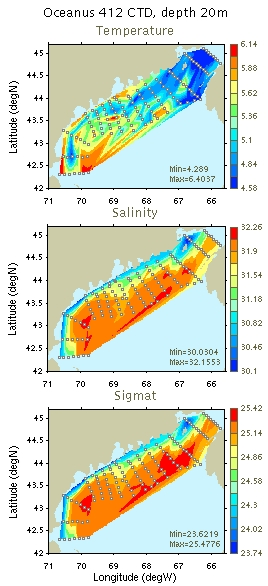 Oceanus 412 CTD, depth 20m
Temperature
Latitude (degN)
45
44
43.5
43
42.5
42
71 70 69 68 67 66
Min=4.289
Max=6.4037
6.14
5.88
5.62
5.36
5.1
4.84
4.58
Salinity
Latitude (degN)
45
44
43.5
43
42.5
42
71 70 69 68 67 66
Min=30.0304
Max=32.1553
32.26
31.9
31.54
31.18
30.82
30.46
30.1
Sigmat
Latitude (degN)
45
44
43.5
43
42.5
42
71 70 69 68 67 66
Longitude (degW)
Min=23.6219
Max=25.4776
25.42
25.14
24.86
24.58
24.3
24.02
23.74